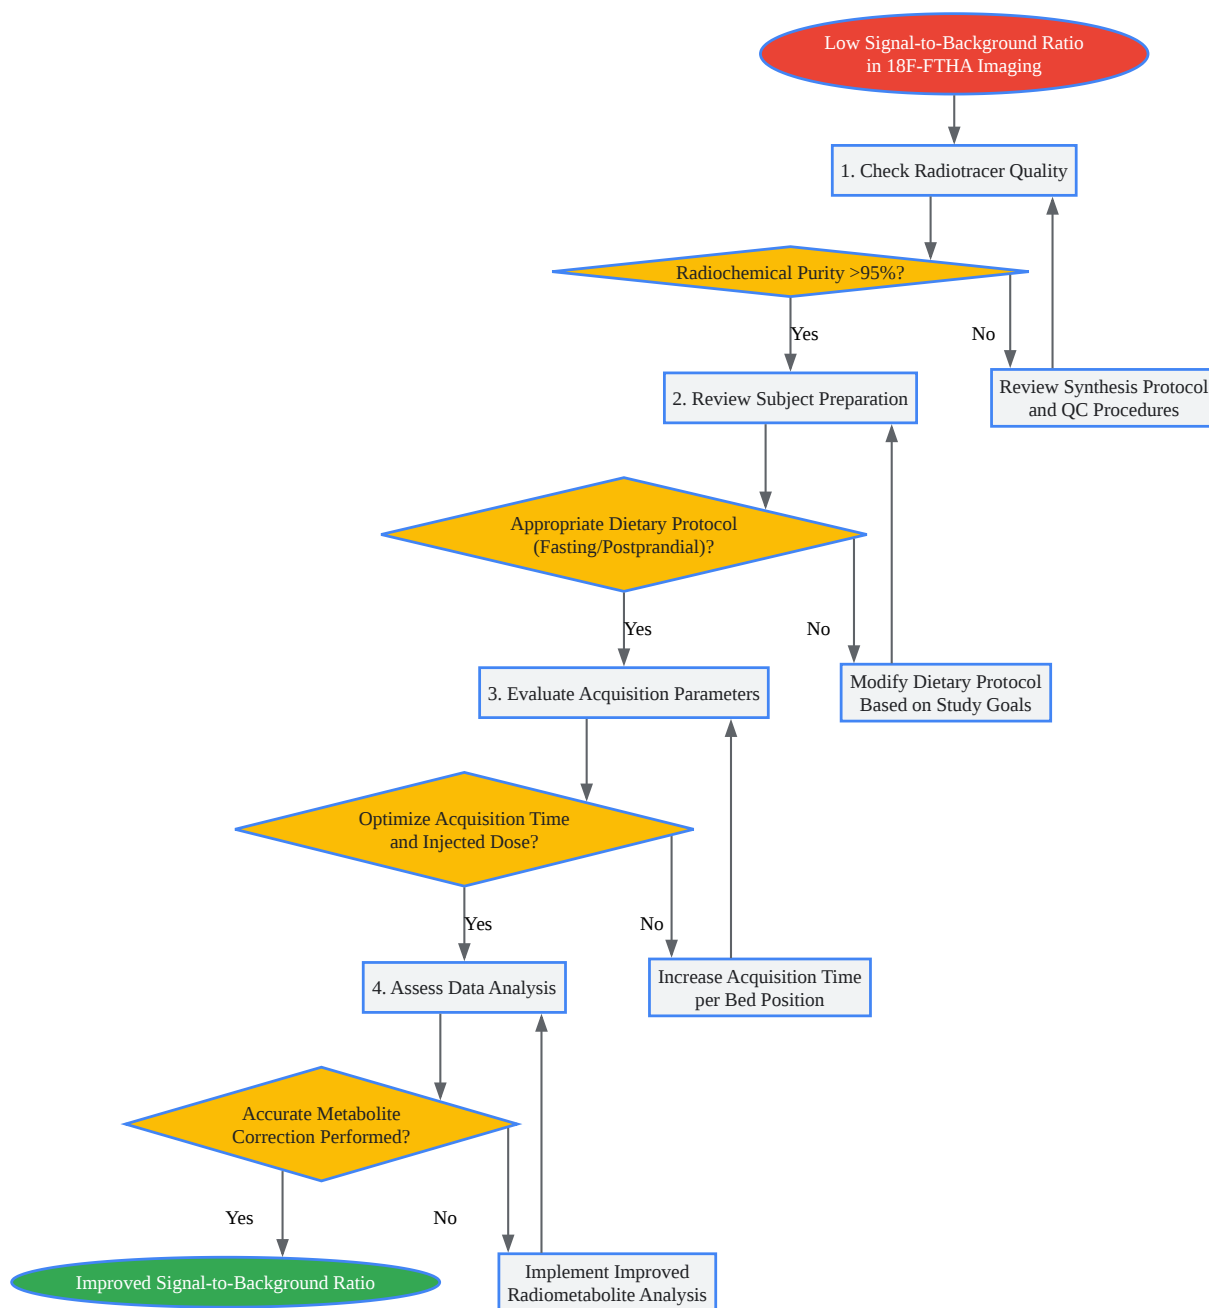 Low Signal-to-Background Ratio
in 18F-FTHA Imaging
1. Check Radiotracer Quality
Radiochemical Purity >95%?
Yes
No
Review Synthesis Protocol
and QC Procedures
2. Review Subject Preparation
Appropriate Dietary Protocol
(Fasting/Postprandial)?
Yes
No
Modify Dietary Protocol
Based on Study Goals
3. Evaluate Acquisition Parameters
Optimize Acquisition Time
and Injected Dose?
Yes
No
Increase Acquisition Time
per Bed Position
4. Assess Data Analysis
Accurate Metabolite
Correction Performed?
Yes
No
Implement Improved
Radiometabolite Analysis
Improved Signal-to-Background Ratio